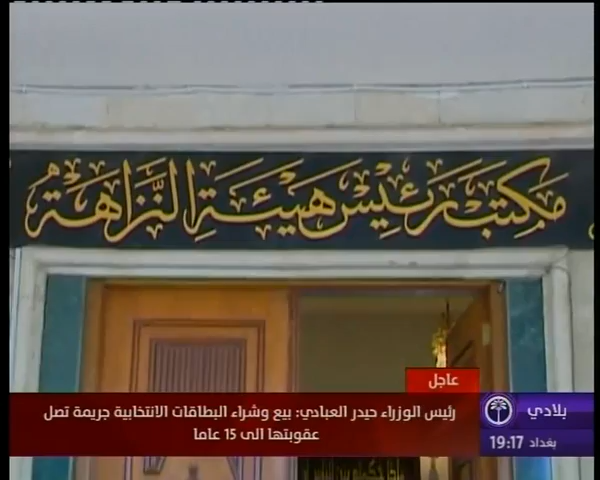 مكتب رئيس هيئة النزاهة
عاجل
رئيس الوزراء حيدر العبادي: بيع وشراء البطاقات الانتخابية جريمة تصل
عقوبتها الى 15 عاما
بلادي
بغداد 19:17